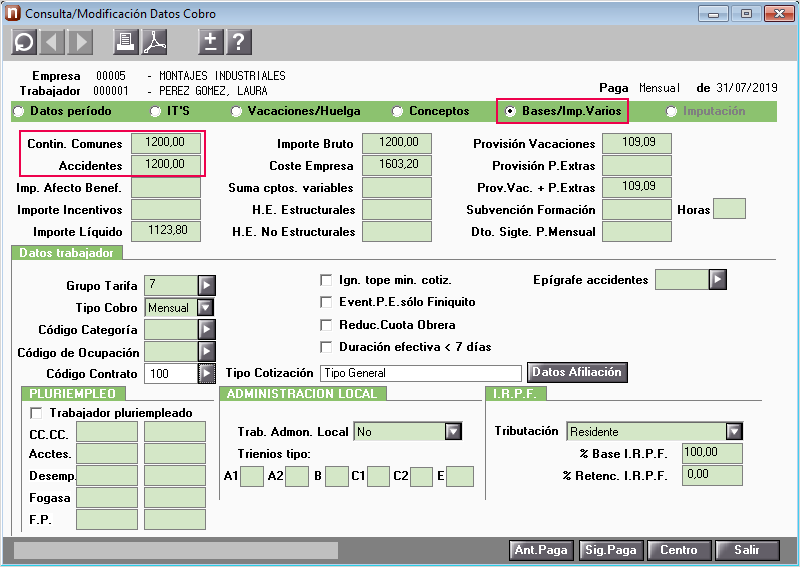 Consulta/Modificación Datos Cobro
Empresa 00005 - MONTAJES INDUSTRIALES
Trabajador 000001 - PEREZ GOMEZ, LAURA
Paga Mensual de 31/07/2019
Datos período IT'S Vacaciones/Huelga Conceptos Bases/Imp.Varios Imputación
Contin. Comunes 1200,00 Importe Bruto 1200,00 Provisión Vacaciones 109,09
Accidentes 1200,00 Coste Empresa 1603,20 Provisión P.Extras
Imp. Afecto Benef. Suma cptos. variables Prov.Vac. + P.Extras 109,09
Importe Incentivos H.E. Estructurales Subvención Formación Horas
Importe Líquido 1123,80 H.E. No Estructurales Dto. Sigte. P.Mensual
Datos trabajador
Grupo Tarifa 7 Ign. tope min. cotiz. Epígrafe accidentes
Tipo Cobro Mensual Event.P.E.sólo Finiquito
Código Categoría Reduc.Cuota Obrera
Código de Ocupación Duración efectiva < 7 días
Código Contrato 100 Tipo Cotización Tipo General Datos Afiliación
PLURIEMPLEO ADMINISTRACION LOCAL I.R.P.F.
Trabajador pluriempleado
CC.CC. Trab. Admon. Local No Tributación Residente
Acctes. Trienios tipo: % Base I.R.P.F. 100,00
Desemp. A1 A2 B C1 C2 E % Retenc. I.R.P.F. 0,00
Fogasa
F.P.
Ant.Paga Sig.Paga Centro Salir